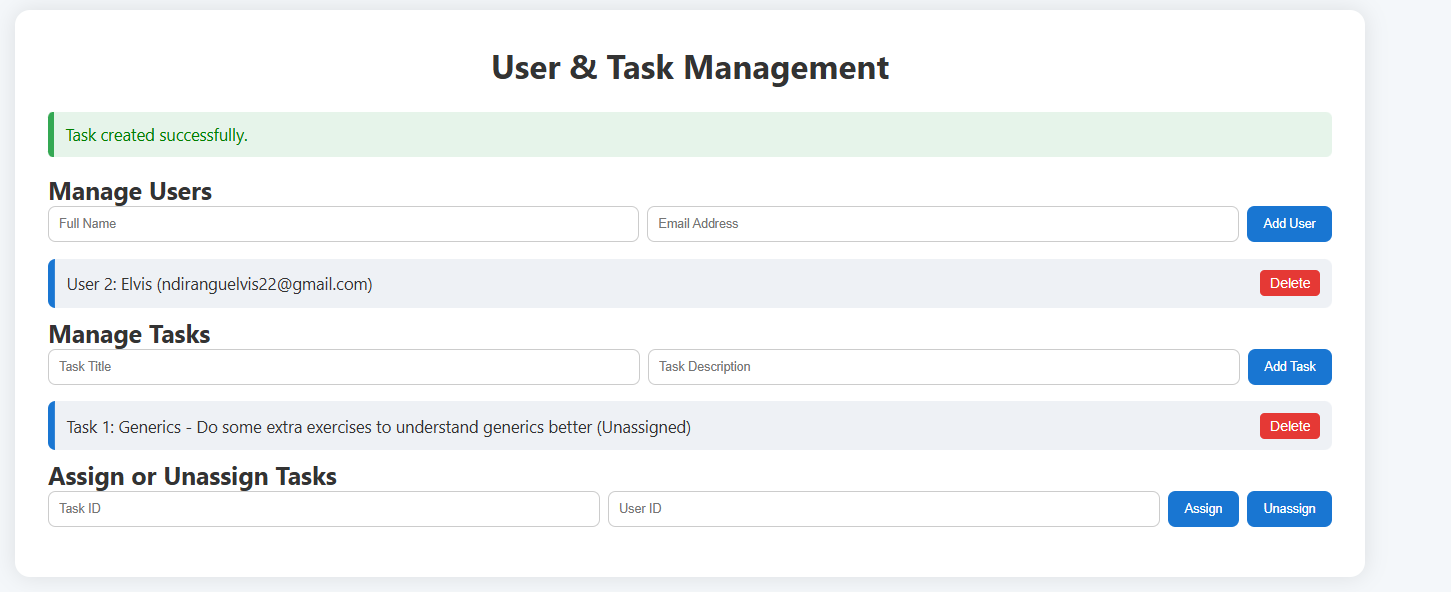 User & Task Management
Task created successfully.
Manage Users
Full Name
Email Address
Add User
User 2: Elvis (ndiranguelvis22@gmail.com)
Delete
Manage Tasks
Task Title
Task Description
Add Task
Task 1: Generics - Do some extra exercises to understand generics better (Unassigned)
Delete
Assign or Unassign Tasks
Task ID
User ID
Assign
Unassign